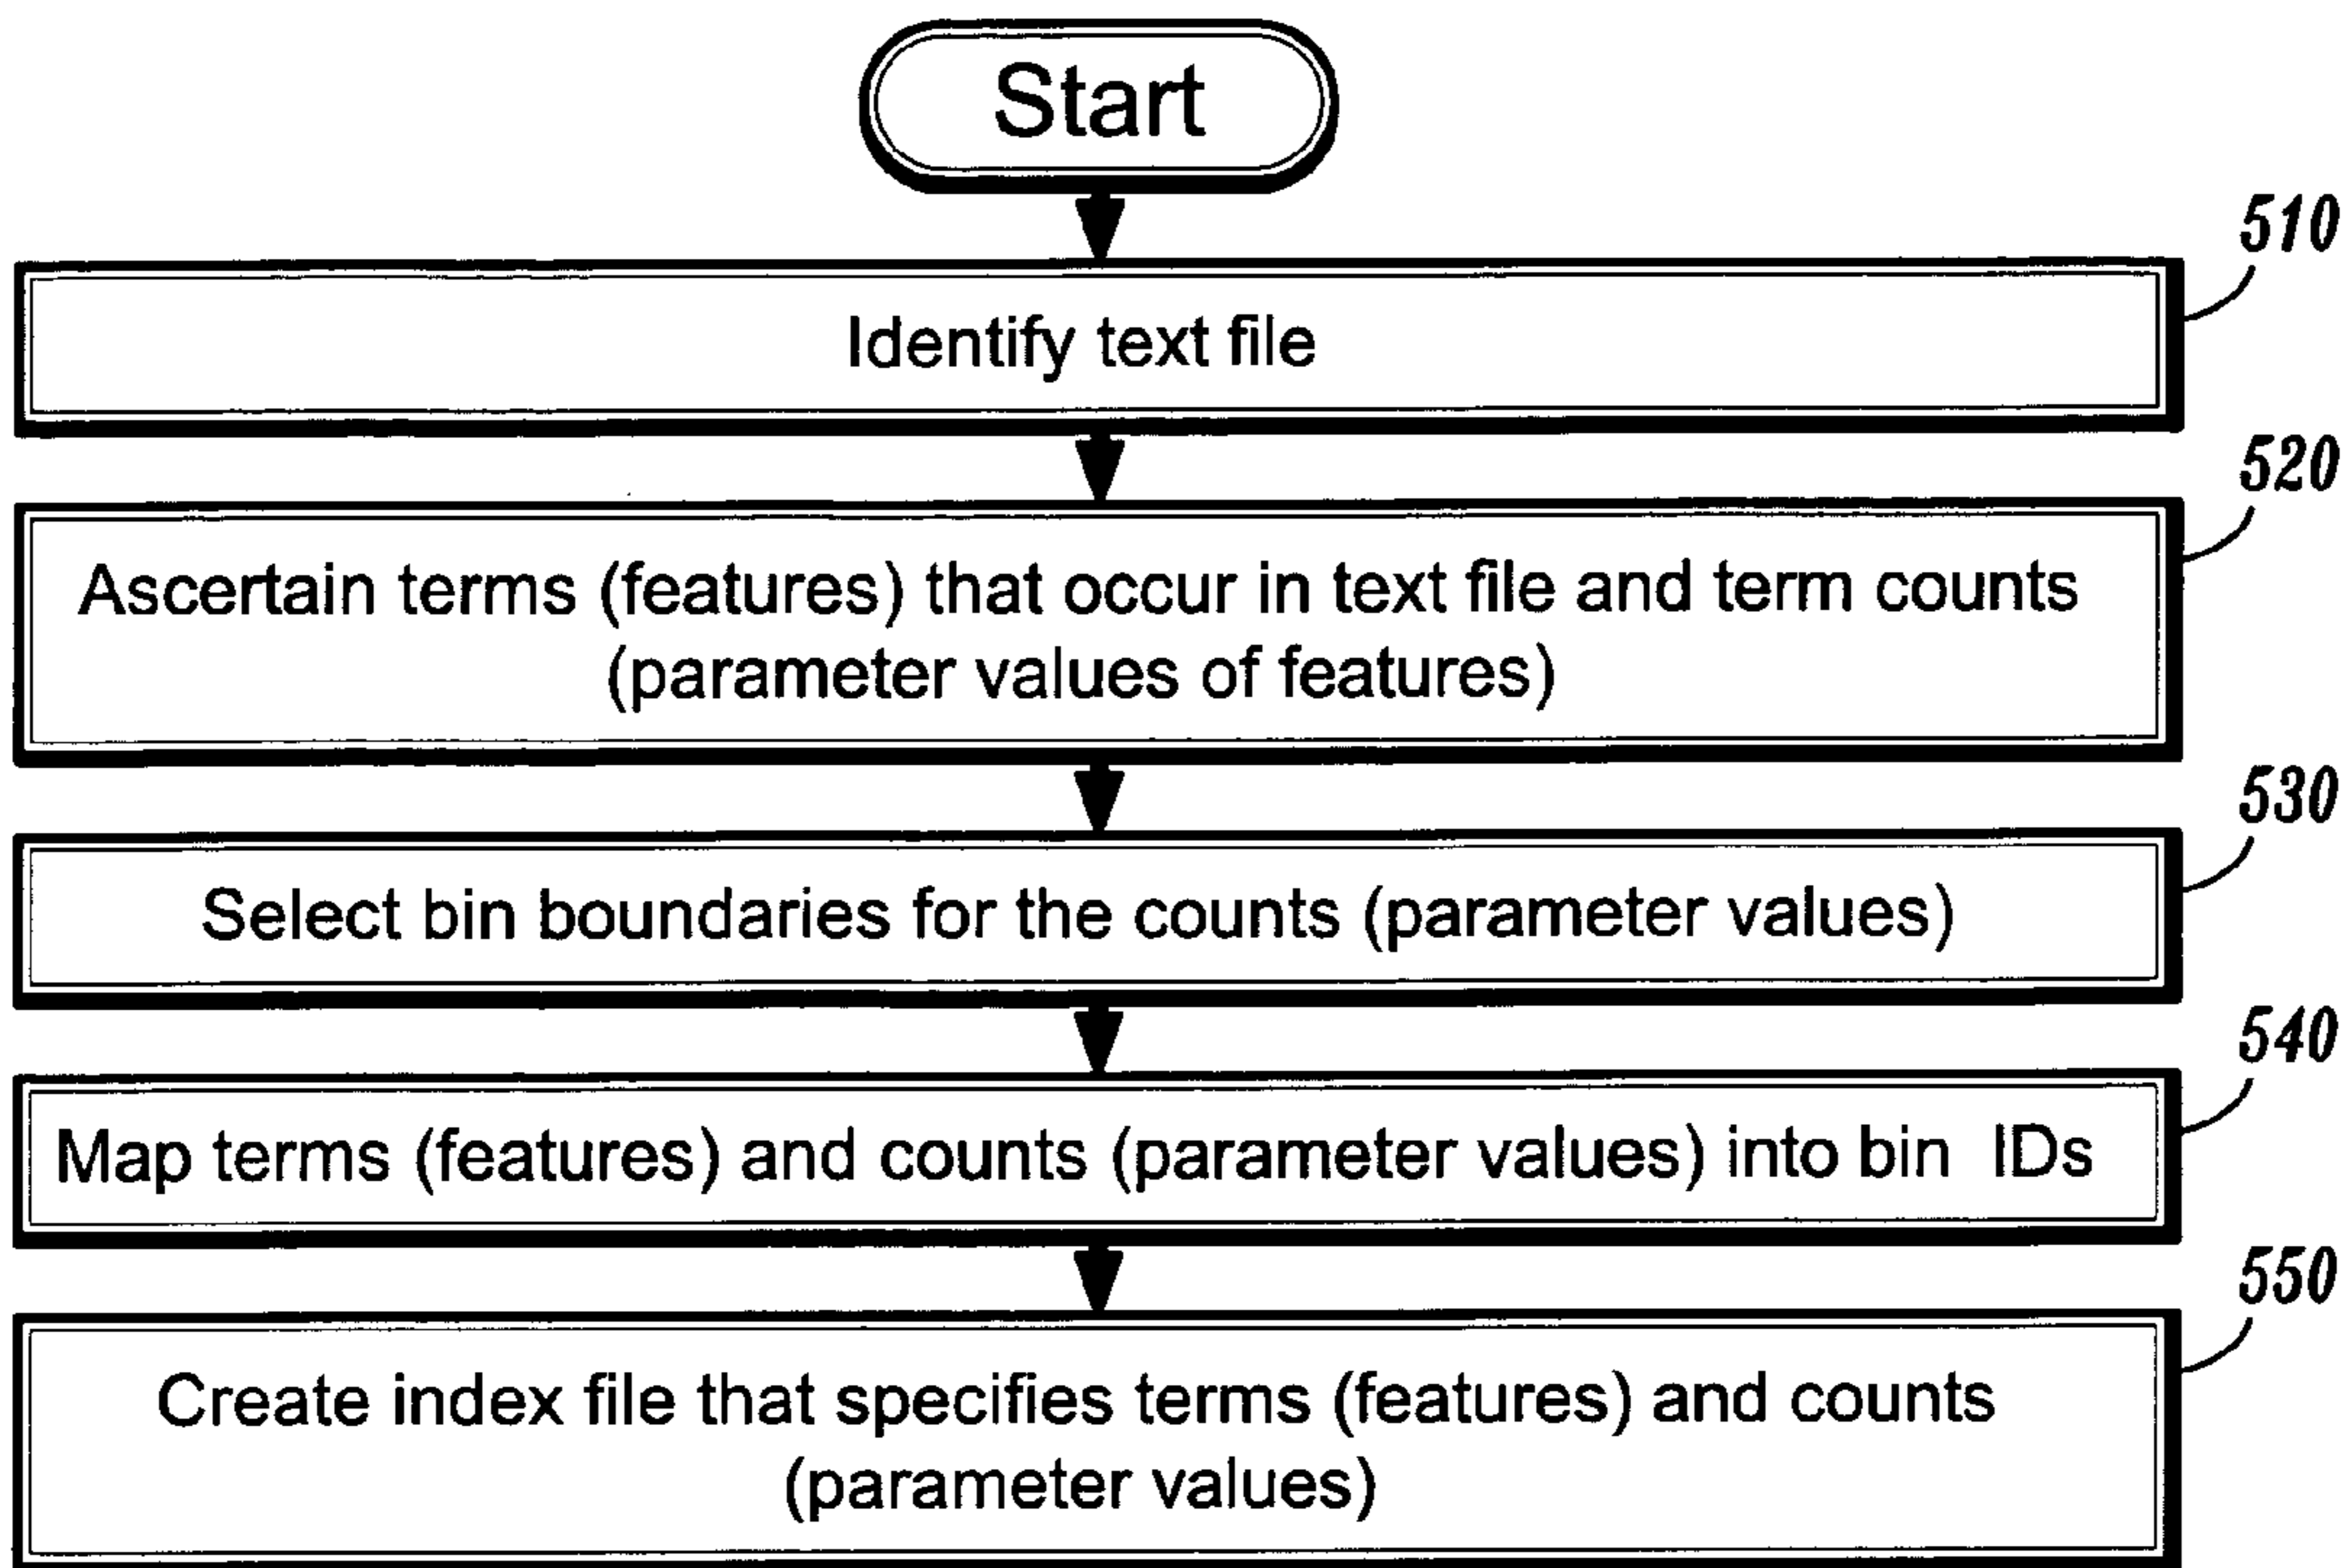 Start
510
Identify text file
520
Ascertain terms (features) that occur in text file and term counts
(parameter values of features)
530
Select bin boundaries for the counts (parameter values)
540
Map terms (features) and counts (parameter values) into bin IDs
550
Create index file that specifies terms (features) and counts
(parameter values)